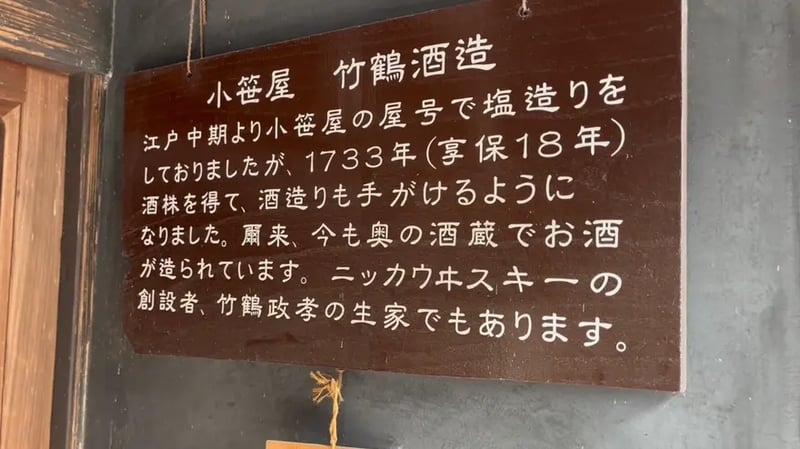 小笹屋　竹鶴酒造
江戸中期より小笹屋の屋号で塩造りを
しておりましたが、1733年(享保18年)
酒株を得て、酒造りも手がけるように
なりました。爾来、今も奥の酒蔵でお酒
が造られています。ニッカウヰスキーの
創設者、竹鶴政孝の生家でもあります。